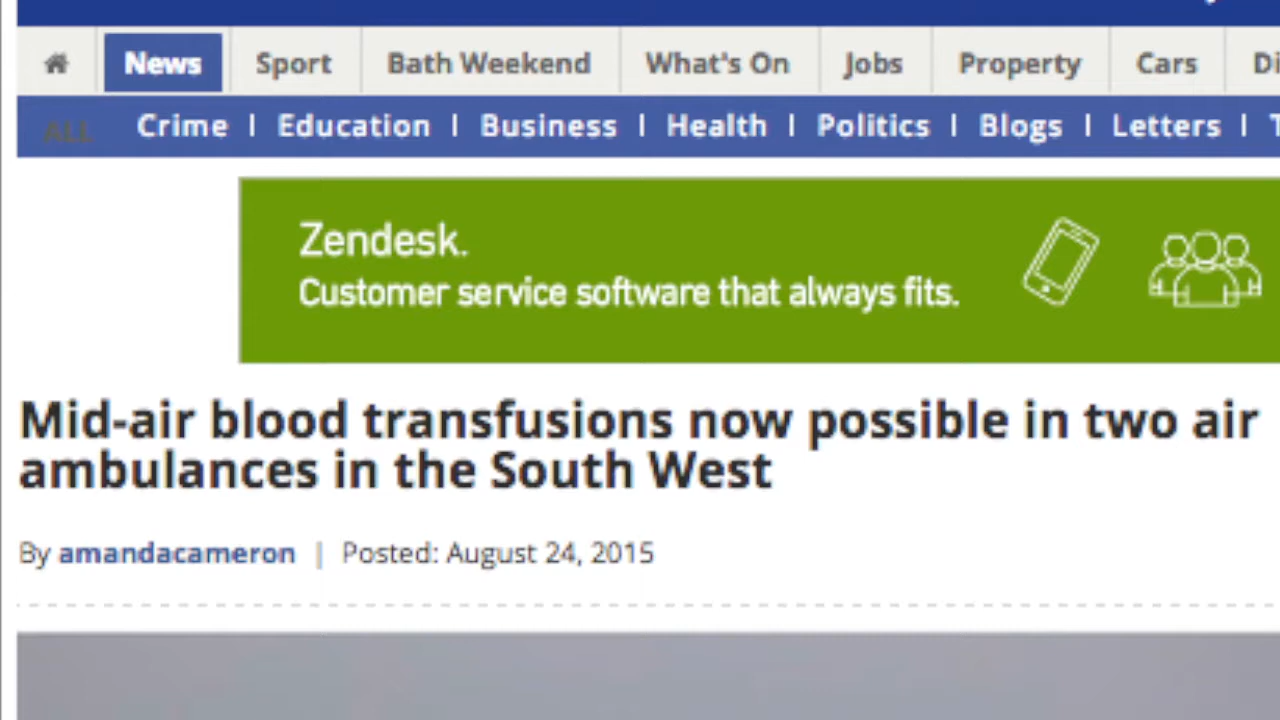 News Sport Bath Weekend What's On Jobs Property Cars
ALL Crime | Education | Business | Health | Politics | Blogs | Letters |
Zendesk.
Customer service software that always fits.
Mid-air blood transfusions now possible in two air
ambulances in the South West
By amandacameron | Posted: August 24, 2015